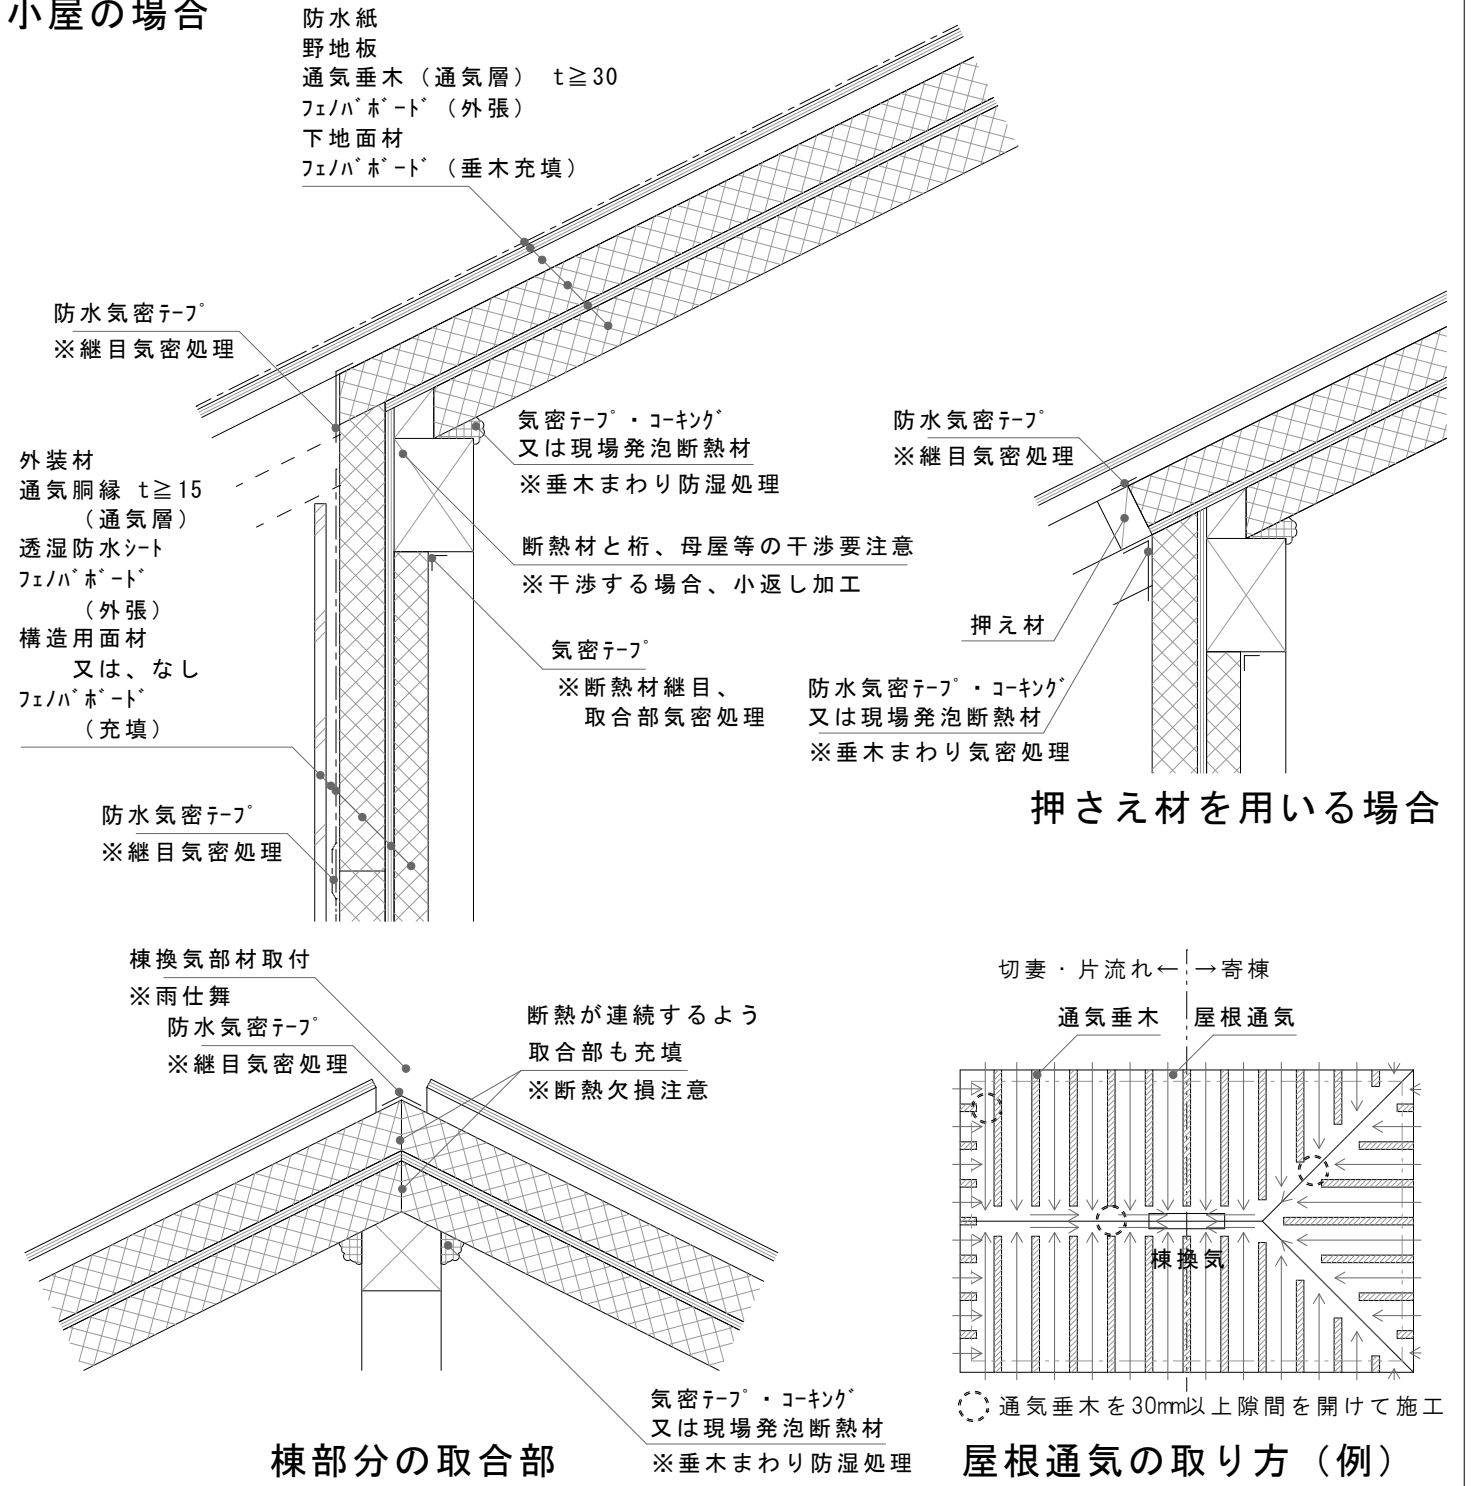 小屋の場合
防水紙
野地板
通気垂木（通気層） t≧30
ﾌｪﾉﾊﾞﾎﾞｰﾄﾞ（外張）
下地面材
ﾌｪﾉﾊﾞﾎﾞｰﾄﾞ（垂木充填）
防水気密ﾃｰﾌﾟ
※継目気密処理
気密ﾃｰﾌﾟ・ｺｰｷﾝｸﾞ
又は現場発泡断熱材
※垂木まわり防湿処理
断熱材と桁、母屋等の干渉要注意
※干渉する場合、小返し加工
気密ﾃｰﾌﾟ
※断熱材継目、
取合部気密処理
外装材
通気胴縁 t≧15
（通気層）
透湿防水ｼｰﾄ
ﾌｪﾉﾊﾞﾎﾞｰﾄﾞ
（外張）
構造用面材
又は、なし
ﾌｪﾉﾊﾞﾎﾞｰﾄﾞ
（充填）
防水気密ﾃｰﾌﾟ
※継目気密処理
防水気密ﾃｰﾌﾟ
※継目気密処理
押え材
防水気密ﾃｰﾌﾟ・ｺｰｷﾝｸﾞ
又は現場発泡断熱材
※垂木まわり気密処理
押さえ材を用いる場合
棟換気部材取付
※雨仕舞
防水気密ﾃｰﾌﾟ
※継目気密処理
断熱が連続するよう
取合部も充填
※断熱欠損注意
気密ﾃｰﾌﾟ・ｺｰｷﾝｸﾞ
又は現場発泡断熱材
※垂木まわり防湿処理
棟部分の取合部
切妻・片流れ←→寄棟
通気垂木 屋根通気
棟換気
通気垂木を30mm以上隙間を開けて施工
屋根通気の取り方（例）